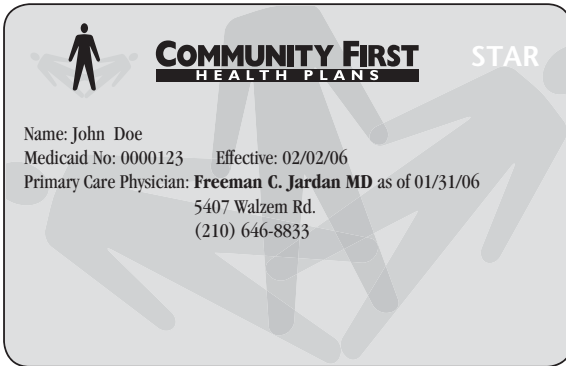 COMMUNITY FIRST
HEALTH PLANS
STAR
Name: John Doe
Medicaid No: 0000123 Effective: 02/02/06
Primary Care Physician: Freeman C. Jardan MD as of 01/31/06
5407 Walzem Rd.
(210) 646-8833